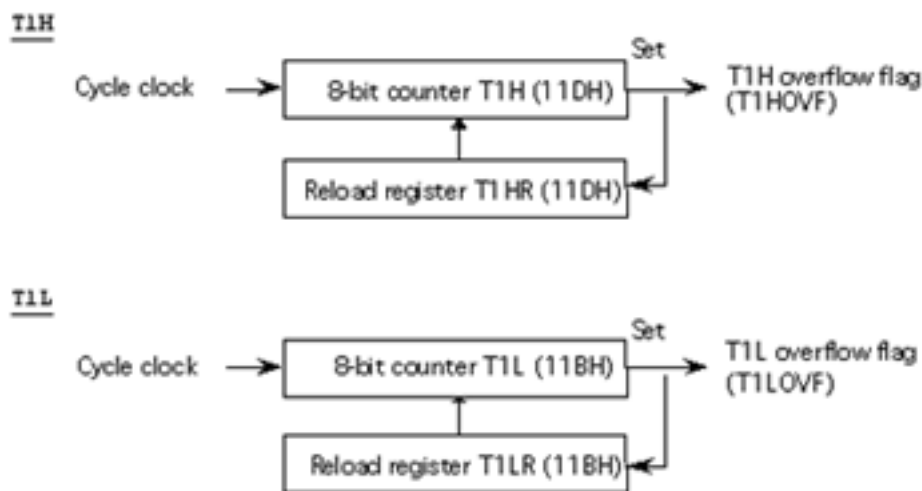 T1H
Set
Cycle clock
8-bit counter T1H (11DH)
T1H overflow flag
(T1HOVF)
Reload register T1HR (11DH)
T1L
Set
Cycle clock
8-bit counter T1L (11BH)
T1L overflow flag
(T1LOVF)
Reload register T1LR (11BH)